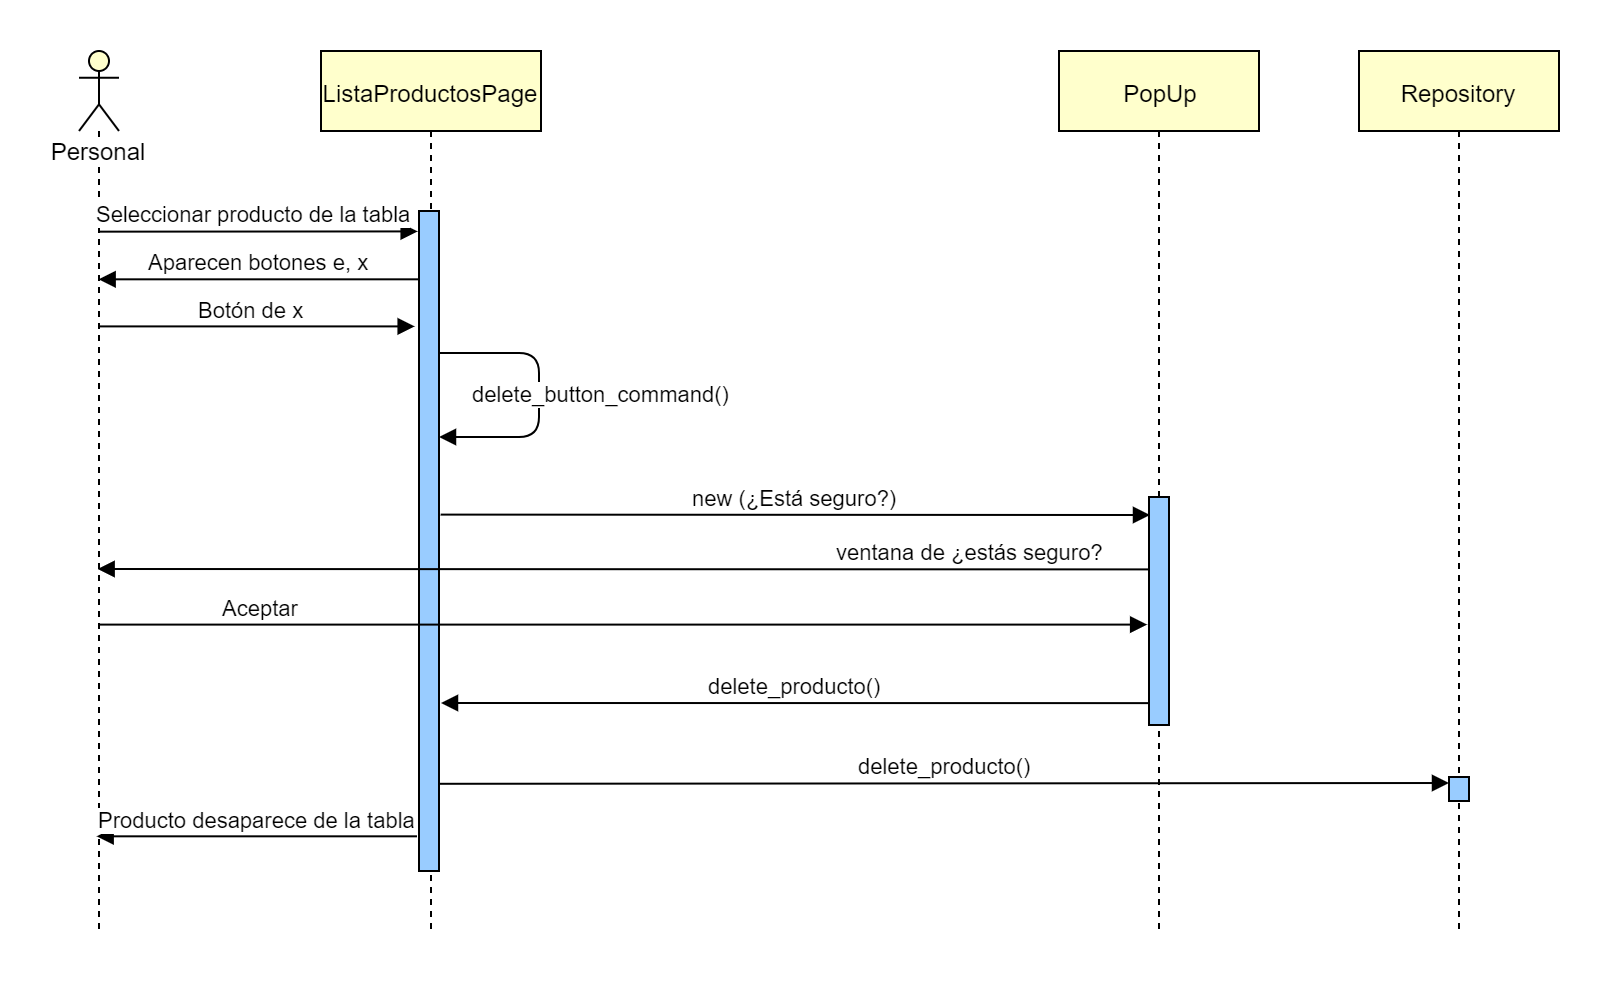 ListaProductosPage
PopUp
Repository
Personal
Seleccionar producto de la tabla
Aparecen botones e, x
Botón de x
delete_button_command()
new (¿Está seguro?)
ventana de ¿estás seguro?
Aceptar
delete_producto()
delete_producto()
Producto desaparece de la tabla